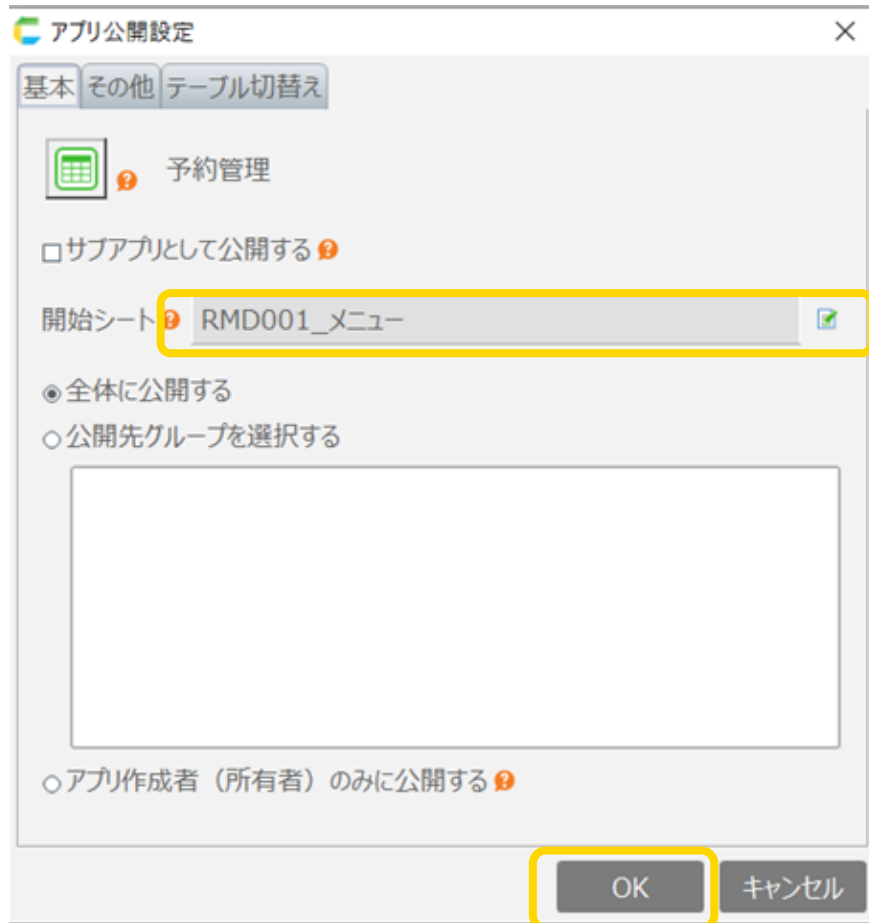 アプリ公開設定
基本 その他 テーブル切替え
予約管理
サブアプリとして公開する
開始シート RMD001_メニュー
全体に公開する
公開先グループを選択する
アプリ作成者（所有者）のみに公開する
OK キャンセル